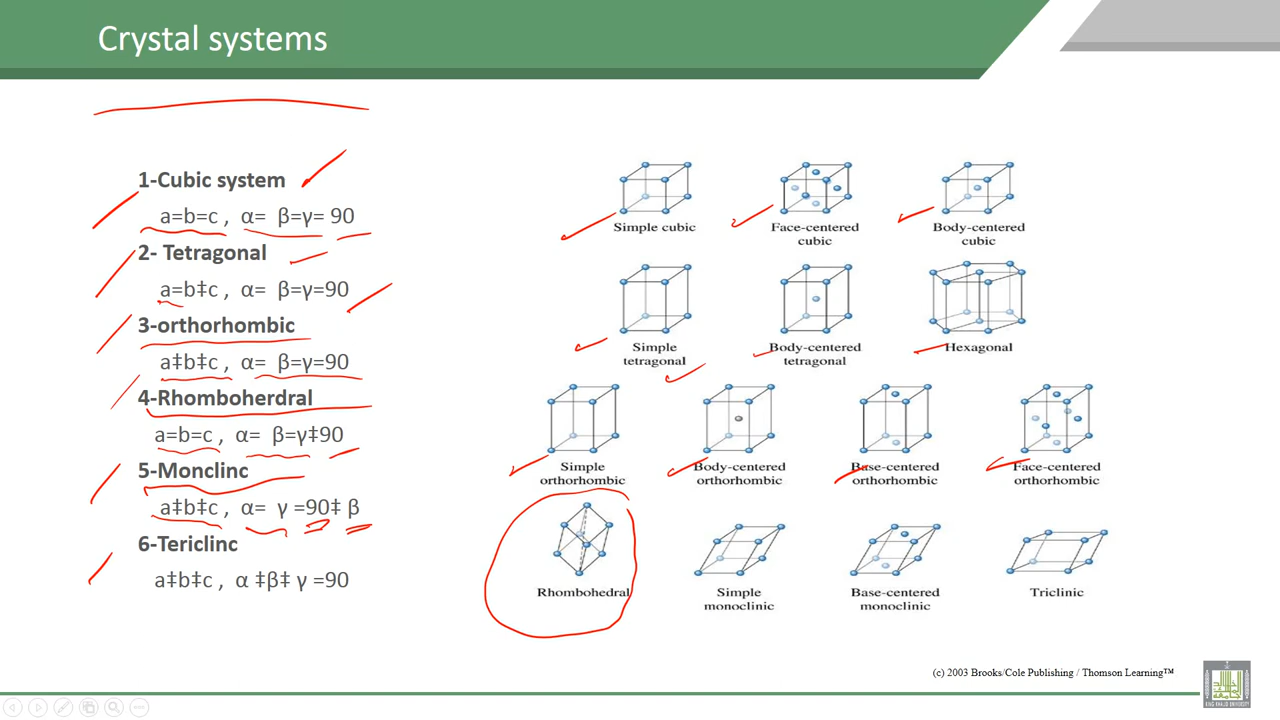 Crystal systems
1-Cubic system
a=b=c , α= β=γ= 90
2- Tetragonal
a=b‡c , α= β=γ=90
3-orthorhombic
a‡b‡c , α= β=γ=90
4-Rhomboherdral
a=b=c , α= β=γ‡90
5-Monclinc
a‡b‡c , α= γ =90‡ β
6-Tericlinc
a‡b‡c , α ‡β‡ γ =90
Simple cubic
Face-centered
cubic
Body-centered
cubic
Simple
tetragonal
Body-centered
tetragonal
Hexagonal
Simple
orthorhombic
Body-centered
orthorhombic
Base-centered
orthorhombic
Face-centered
orthorhombic
Rhombohedral
Simple
monoclinic
Base-centered
monoclinic
Triclinic
(c) 2003 Brooks/Cole Publishing / Thomson Learning™